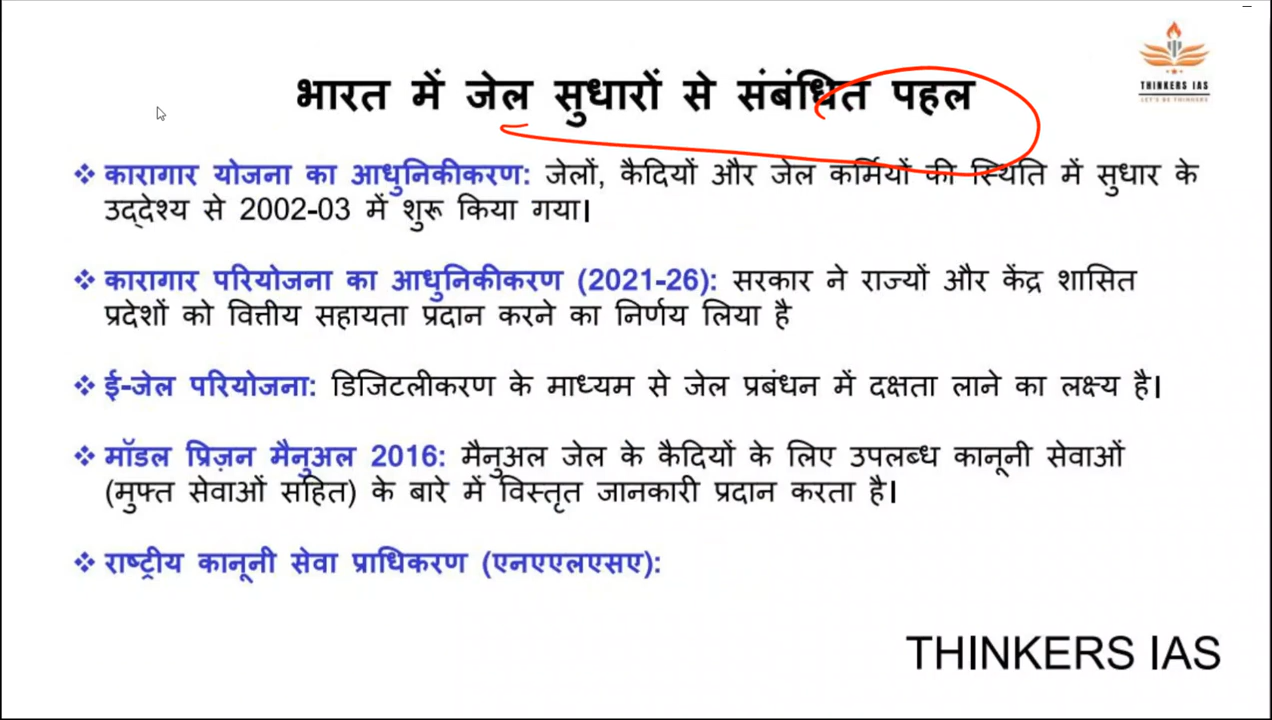 THINKERS IAS
LET'S BE THINKERS
भारत में जेल सुधारों से संबंधित पहल
❖ कारागार योजना का आधुनिकीकरण: जेलों, कैदियों और जेल कर्मियों की स्थिति में सुधार के
उद्देश्य से 2002-03 में शुरू किया गया।
❖ कारागार परियोजना का आधुनिकीकरण (2021-26): सरकार ने राज्यों और केंद्र शासित
प्रदेशों को वित्तीय सहायता प्रदान करने का निर्णय लिया है
❖ ई-जेल परियोजना: डिजिटलीकरण के माध्यम से जेल प्रबंधन में दक्षता लाने का लक्ष्य है।
❖ मॉडल प्रिज़न मैनुअल 2016: मैनुअल जेल के कैदियों के लिए उपलब्ध कानूनी सेवाओं
(मुफ्त सेवाओं सहित) के बारे में विस्तृत जानकारी प्रदान करता है।
❖ राष्ट्रीय कानूनी सेवा प्राधिकरण (एनएएलएसए):
THINKERS IAS